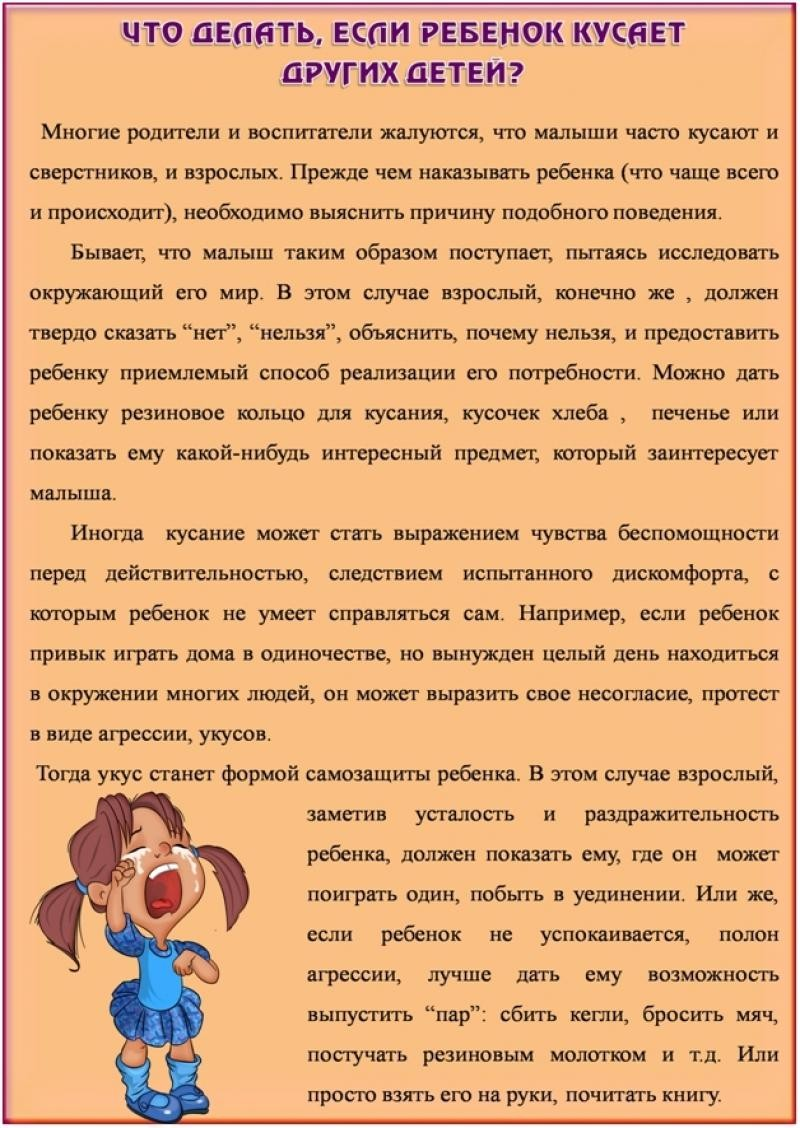 ЧТО ДЕЛАТЬ, ЕСЛИ РЕБЕНОК КУСАЕТ
ДРУГИХ ДЕТЕЙ?
Многие родители и воспитатели жалуются, что малыши часто кусают и
сверстников, и взрослых. Прежде чем наказывать ребенка (что чаще всего
и происходит), необходимо выяснить причину подобного поведения.
Бывает, что малыш таким образом поступает, пытаясь исследовать
окружающий его мир. В этом случае взрослый, конечно же , должен
твердо сказать “нет”, “нельзя”, объяснить, почему нельзя, и предоставить
ребенку приемлемый способ реализации его потребности. Можно дать
ребенку резиновое кольцо для кусания, кусочек хлеба , печенье или
показать ему какой-нибудь интересный предмет, который заинтересует
малыша.
Иногда кусание может стать выражением чувства беспомощности
перед действительностью, следствием испытанного дискомфорта, с
которым ребенок не умеет справляться сам. Например, если ребенок
привык играть дома в одиночестве, но вынужден целый день находиться
в окружении многих людей, он может выразить свое несогласие, протест
в виде агрессии, укусов.
Тогда укус станет формой самозащиты ребенка. В этом случае взрослый,
заметив усталость и раздражительность
ребенка, должен показать ему, где он может
поиграть один, побыть в уединении. Или же,
если ребенок не успокаивается, полон
агрессии, лучше дать ему возможность
выпустить “пар”: сбить кегли, бросить мяч,
постучать резиновым молотком и т.д. Или
просто взять его на руки, почитать книгу.